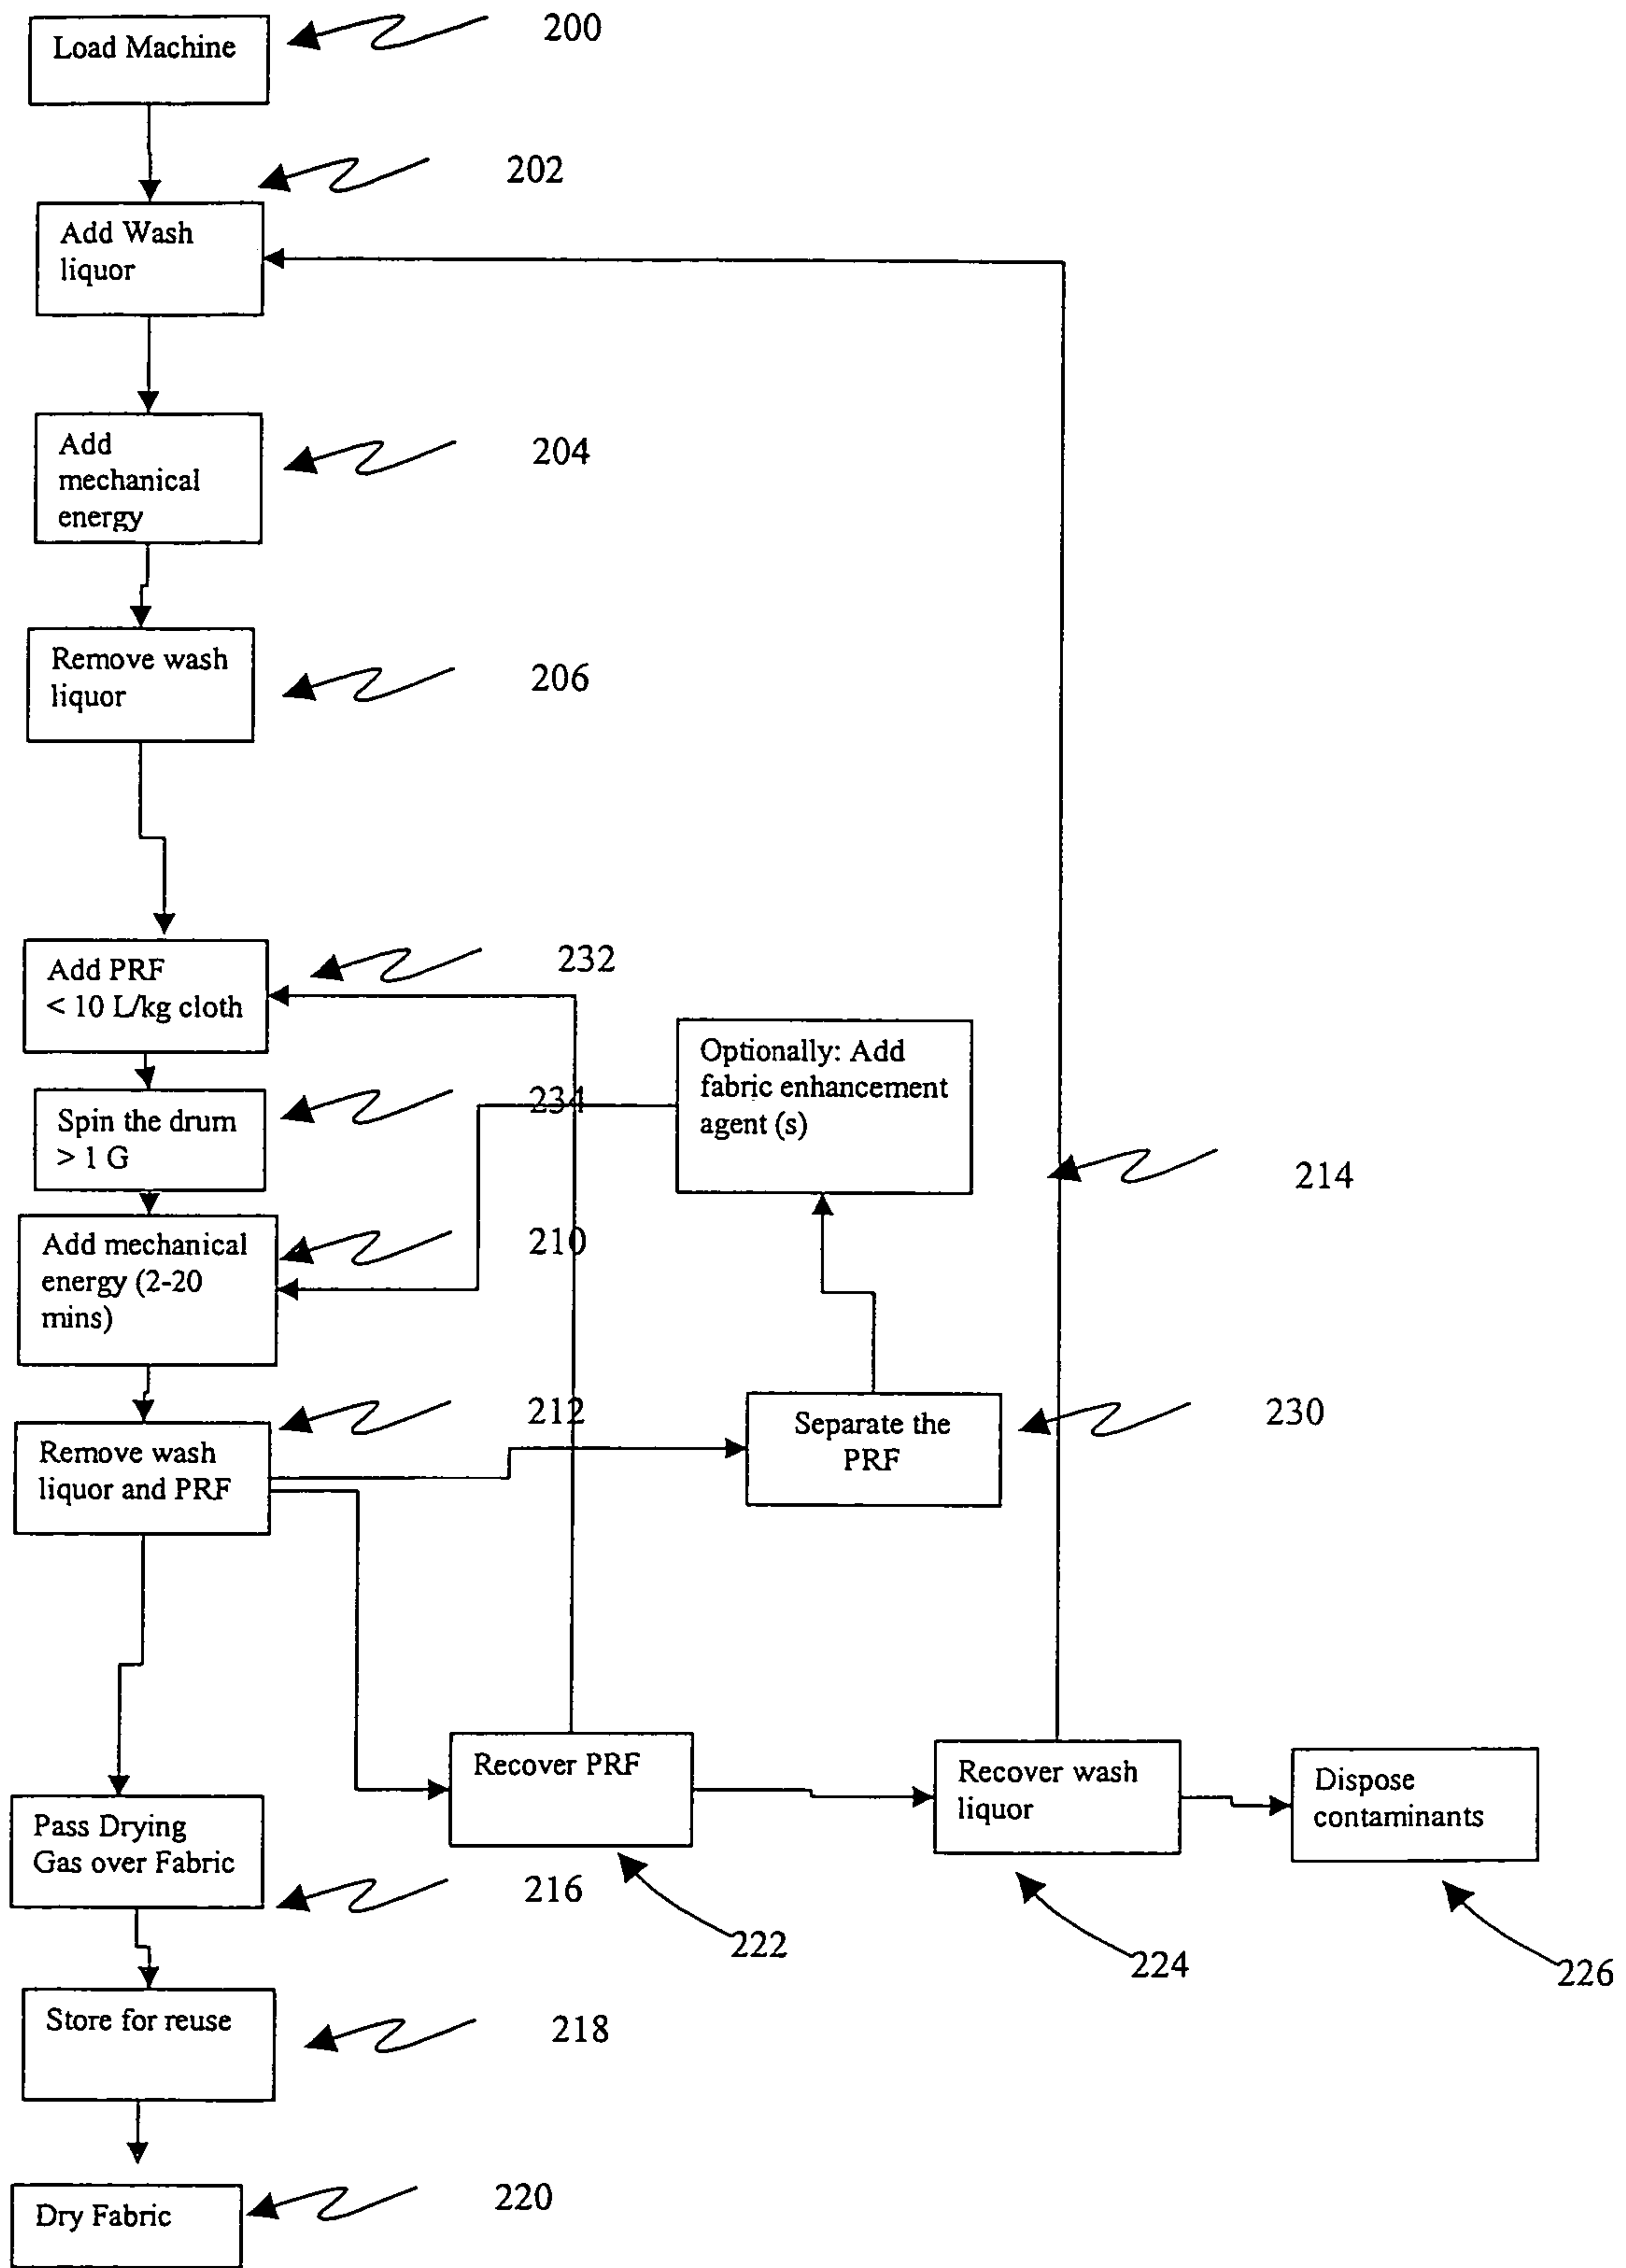 Load Machine
200
202
Add Wash
liquor
Add
mechanical
energy
204
Remove wash
liquor
206
Add PRF
< 10 L/kg cloth
232
Spin the drum
> 1 G
234
Optionally: Add
fabric enhancement
agent (s)
214
Add mechanical
energy (2-20
mins)
210
Remove wash
liquor and PRF
212
Separate the
PRF
230
Recover PRF
Recover wash
liquor
Dispose
contaminants
Pass Drying
Gas over Fabric
216
222
224
226
Store for reuse
218
Dry Fabric
220